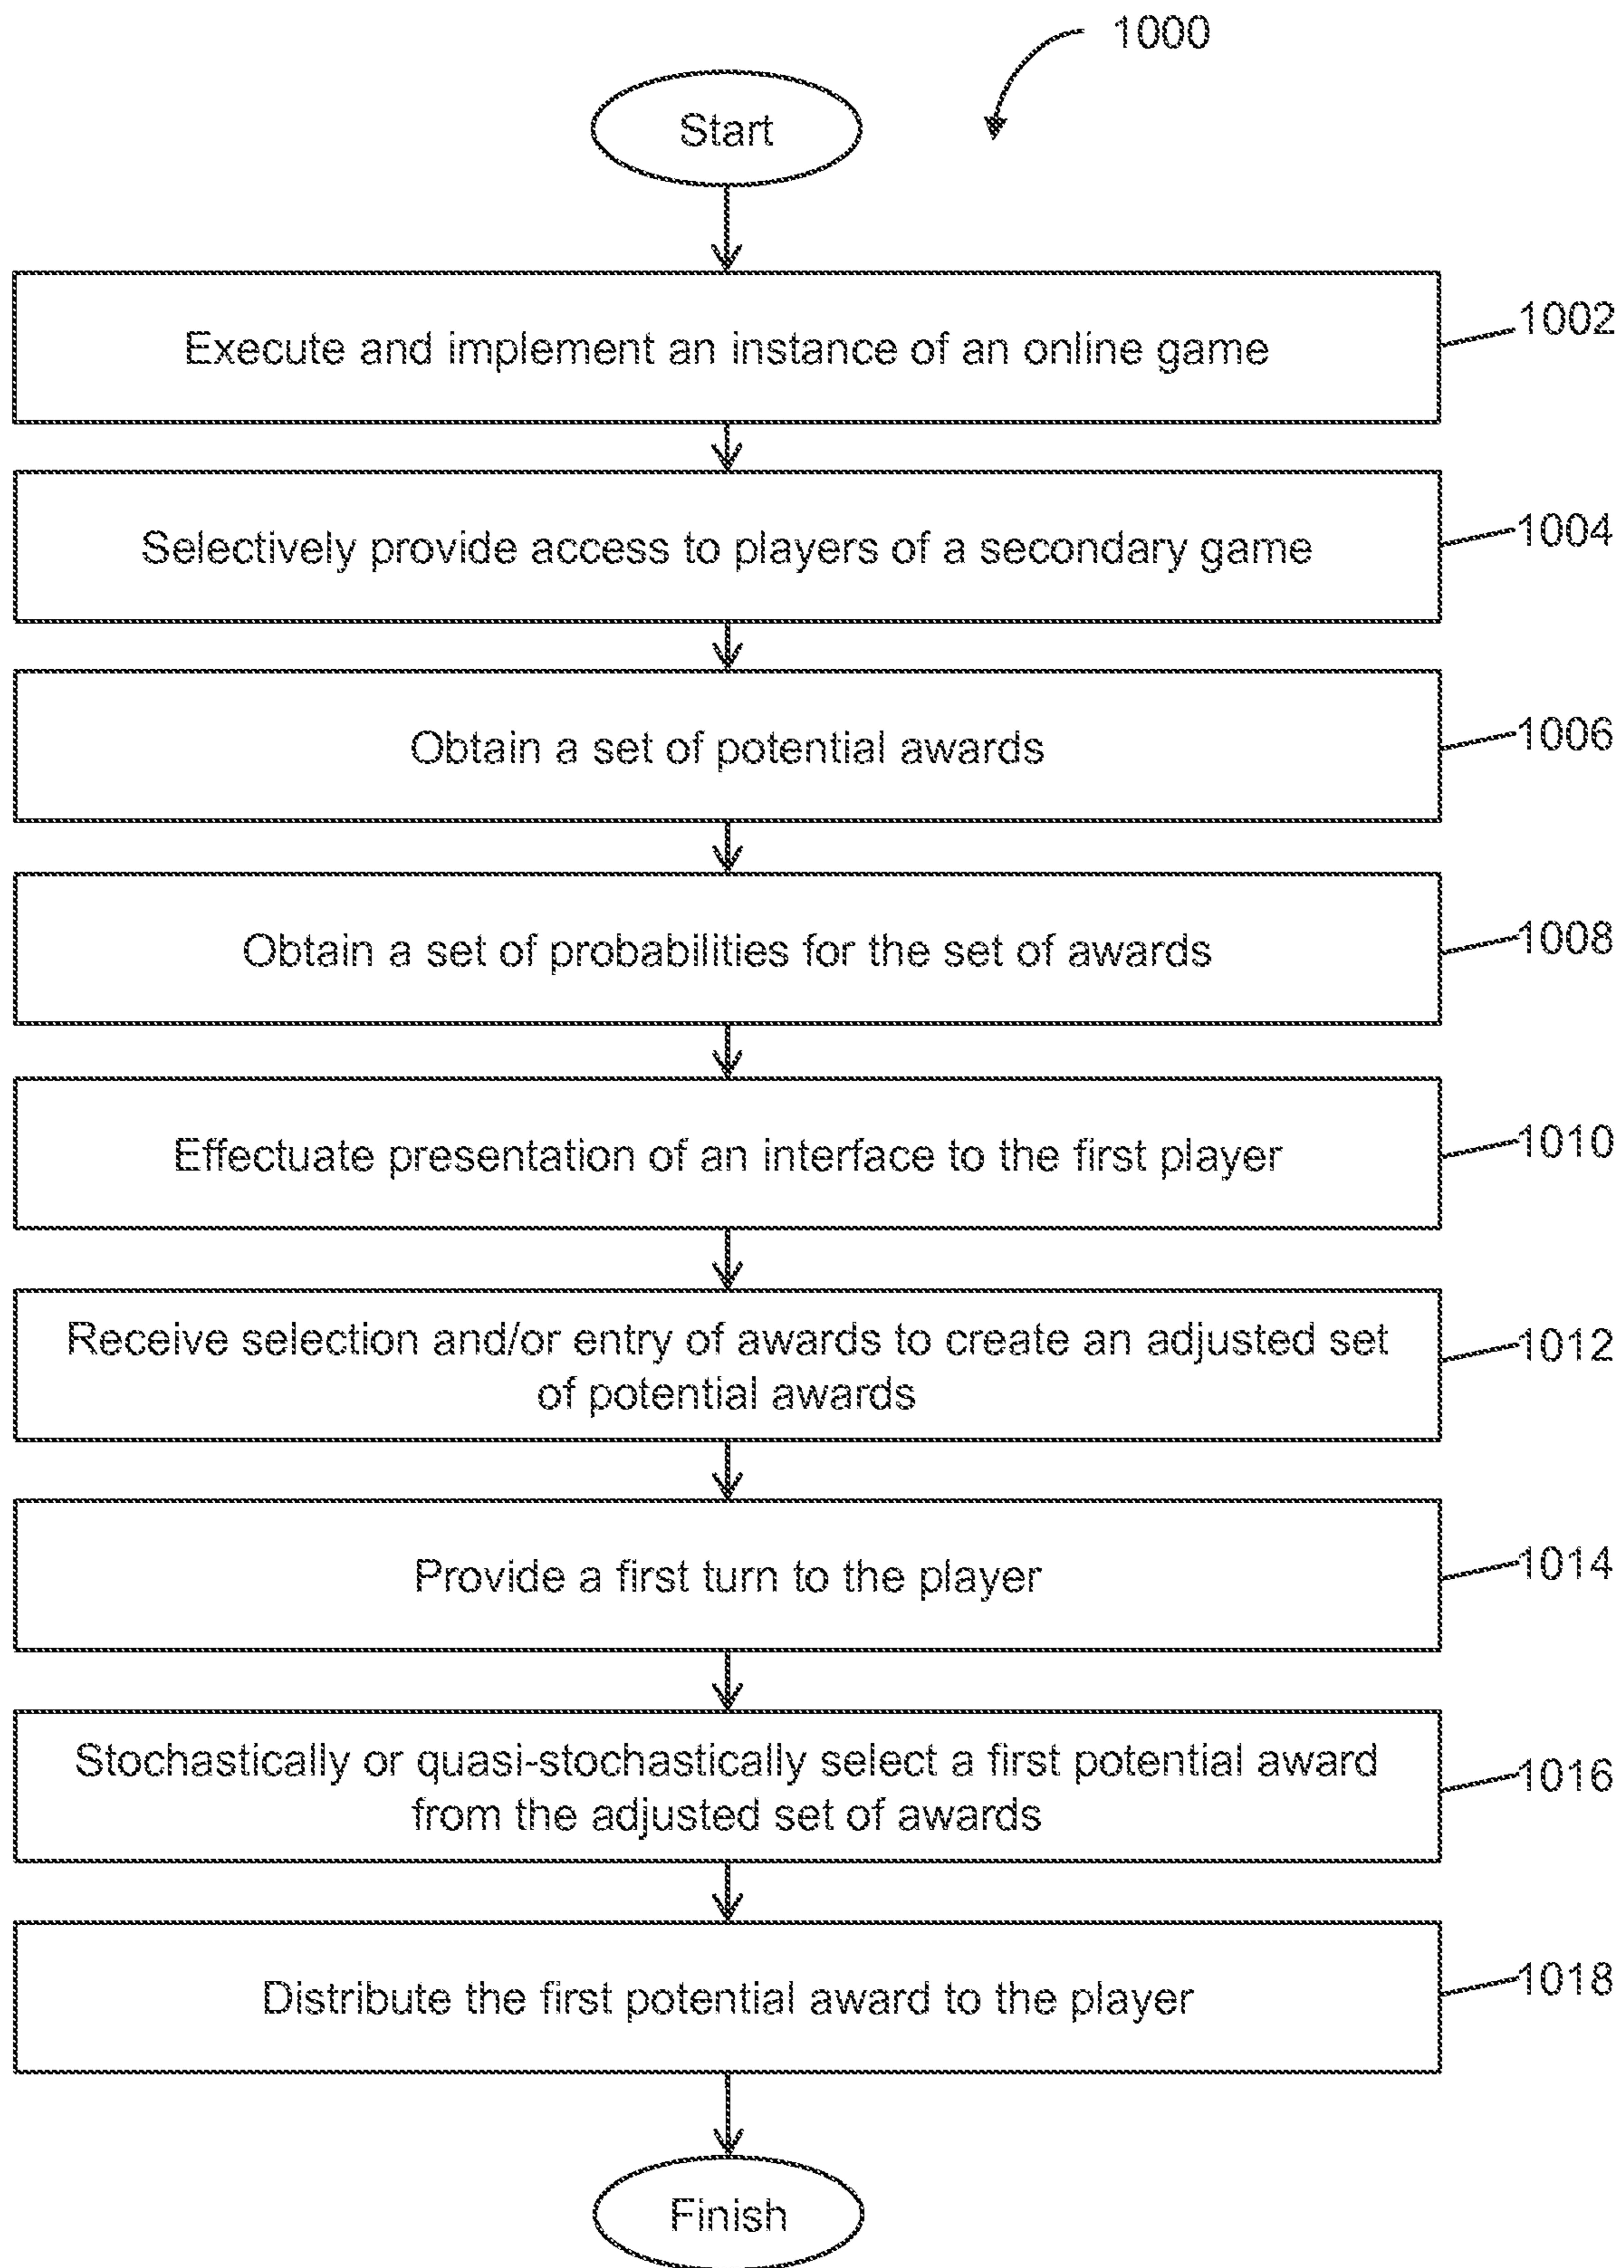 1000
Start
Execute and implement an instance of an online game
1002
Selectively provide access to players of a secondary game
1004
Obtain a set of potential awards
1006
Obtain a set of probabilities for the set of awards
1008
Effectuate presentation of an interface to the first player
1010
Receive selection and/or entry of awards to create an adjusted set
of potential awards
1012
Provide a first turn to the player
1014
Stochastically or quasi-stochastically select a first potential award
from the adjusted set of awards
1016
Distribute the first potential award to the player
1018
Finish